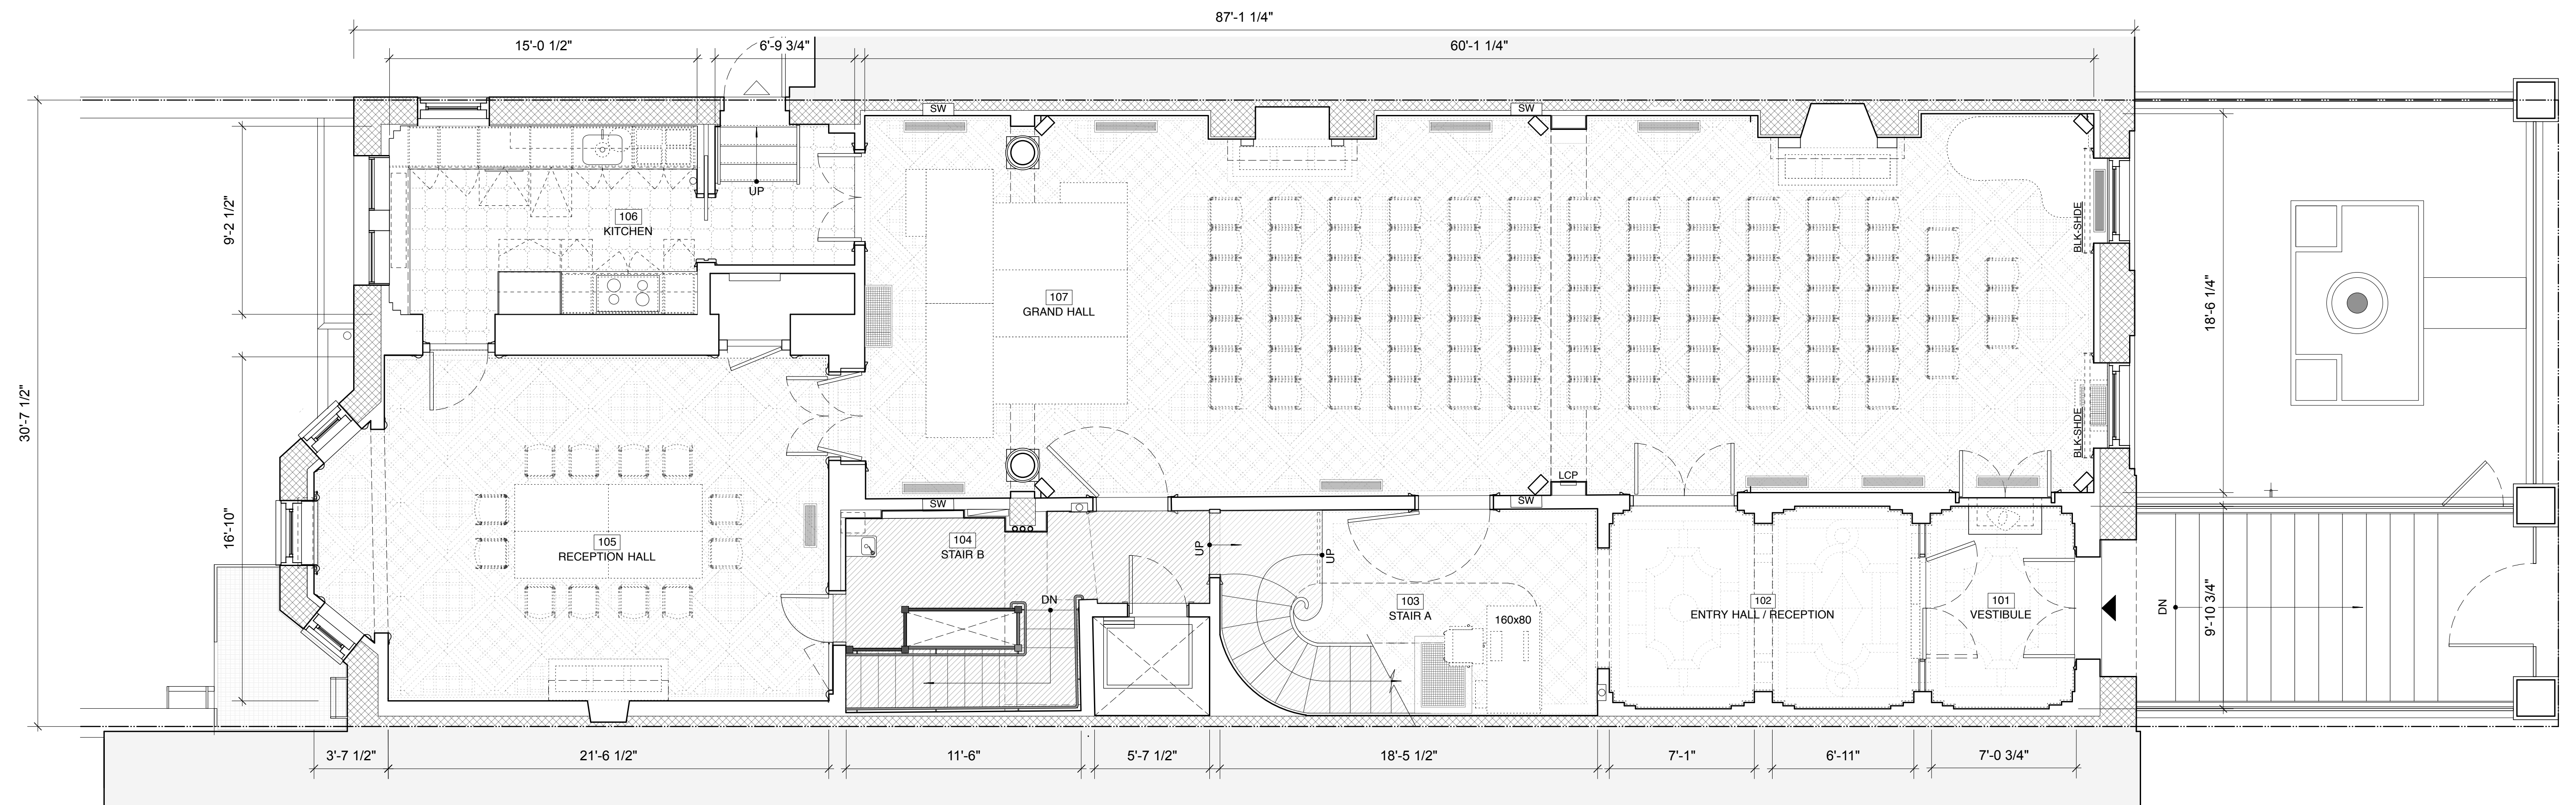 87'-1 1/4"
15'-0 1/2"
6'-9 3/4"
60'-1 1/4"
SW
SW
UP
9'-2 1/2"
106
KITCHEN
BLK-SHDE
107
GRAND HALL
18'-6 1/4"
30'-7 1/2"
BLK-SHDE
LCP
SW
SW
16'-10"
105
RECEPTION HALL
104
STAIR B
UP
UP
DN
103
STAIR A
160x80
102
ENTRY HALL / RECEPTION
101
VESTIBULE
DN
9'-10 3/4"
3'-7 1/2"
21'-6 1/2"
11'-6"
5'-7 1/2"
18'-5 1/2"
7'-1"
6'-11"
7'-0 3/4"